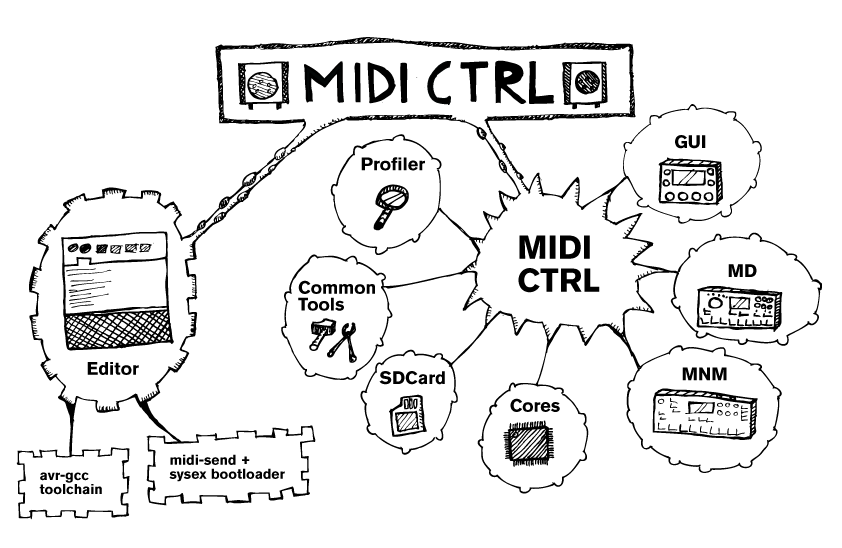 MIDI CTRL
GUI
Profiler
MIDI
CTRL
MD
Common
Tools
Editor
MNM
SDCard
Cores
avr-gcc
toolchain
midi-send +
sysex bootloader